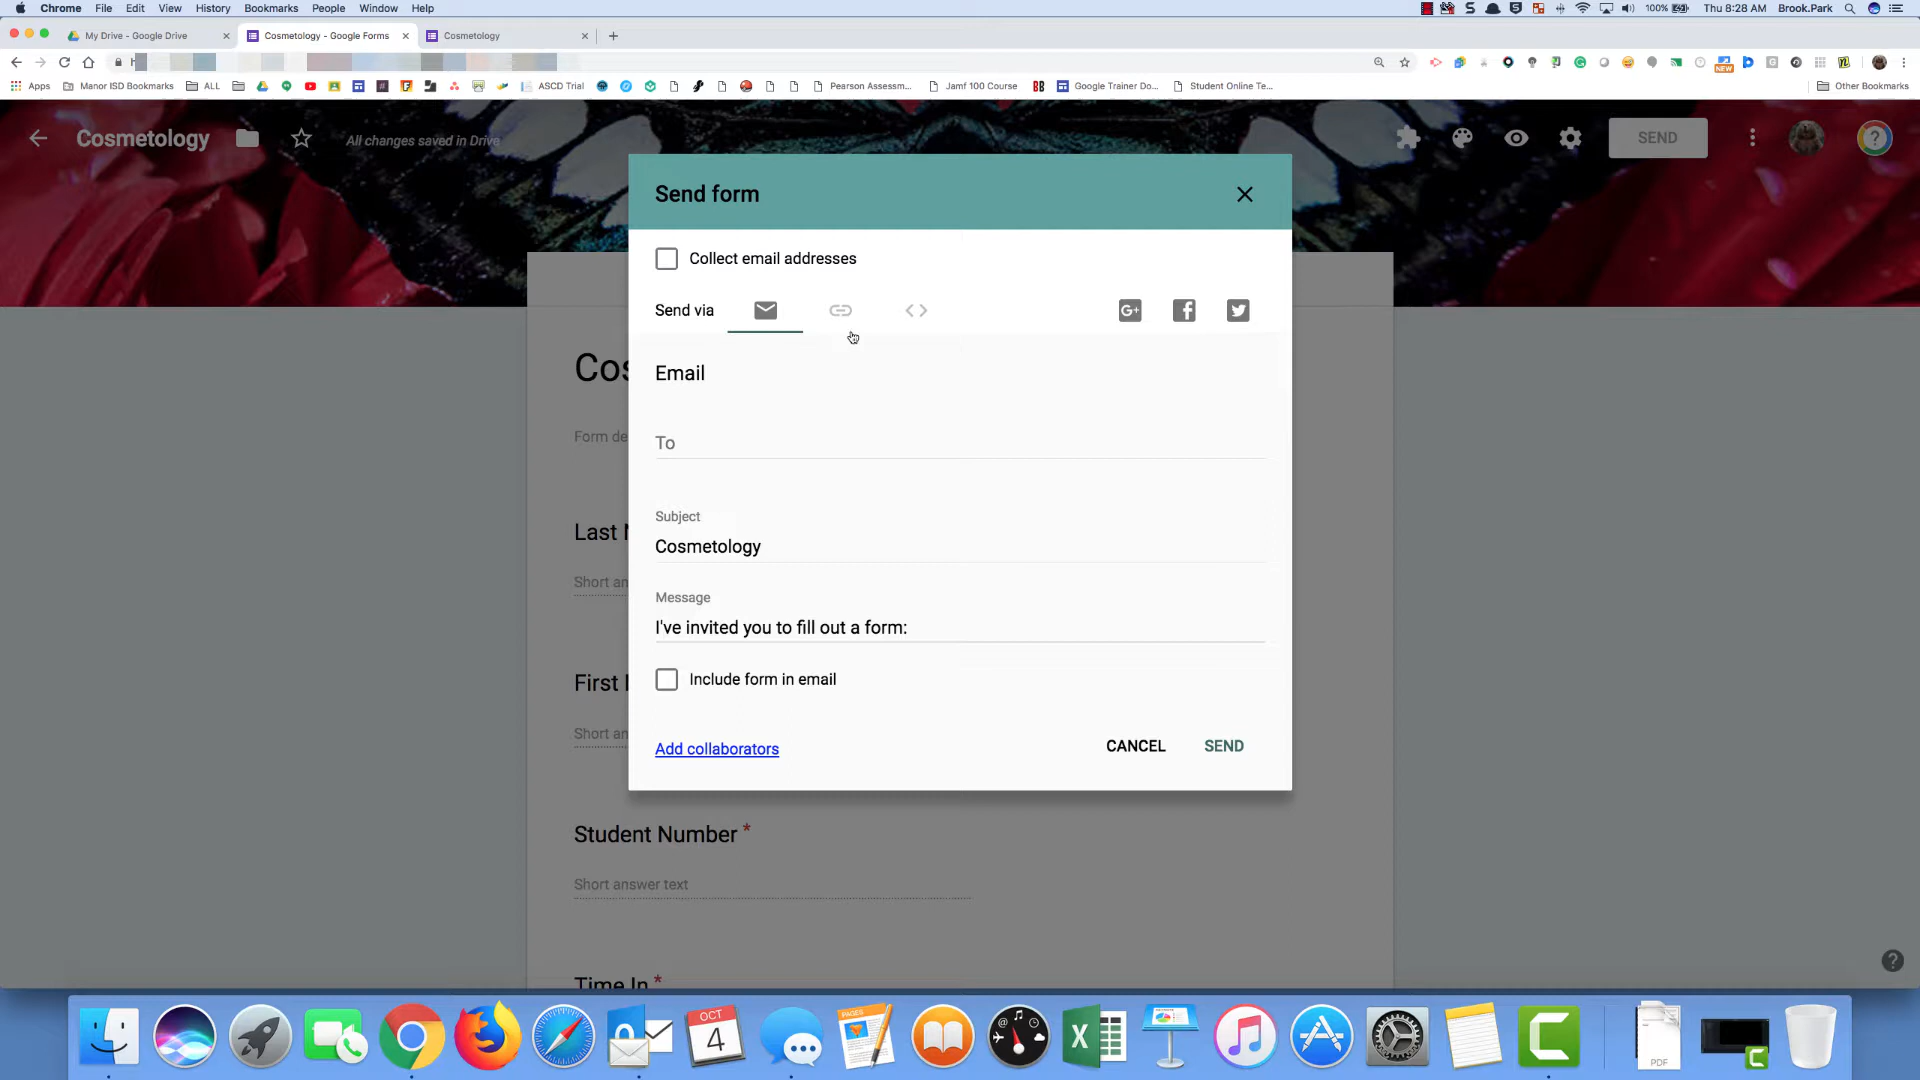 Chrome File Edit View History Bookmarks People Window Help 100% Thu 8:28 AM Brook.Park
My Drive - Google Drive Cosmetology - Google Forms Cosmetology
Apps Manor ISD Bookmarks ALL ASCD Trial Pearson Assessm... Jamf 100 Course BB Google Trainer Do... Student Online Te... Other Bookmarks
NEW
Cosmetology All changes saved in Drive SEND
Send form
Collect email addresses
Send via
Email
To
Subject
Cosmetology
Message
I've invited you to fill out a form:
Include form in email
Add collaborators CANCEL SEND
Cos
Form de
Last N
Short an
First
Short an
Student Number *
Short answer text
Time In *
OCT
4
PAGES
PDF